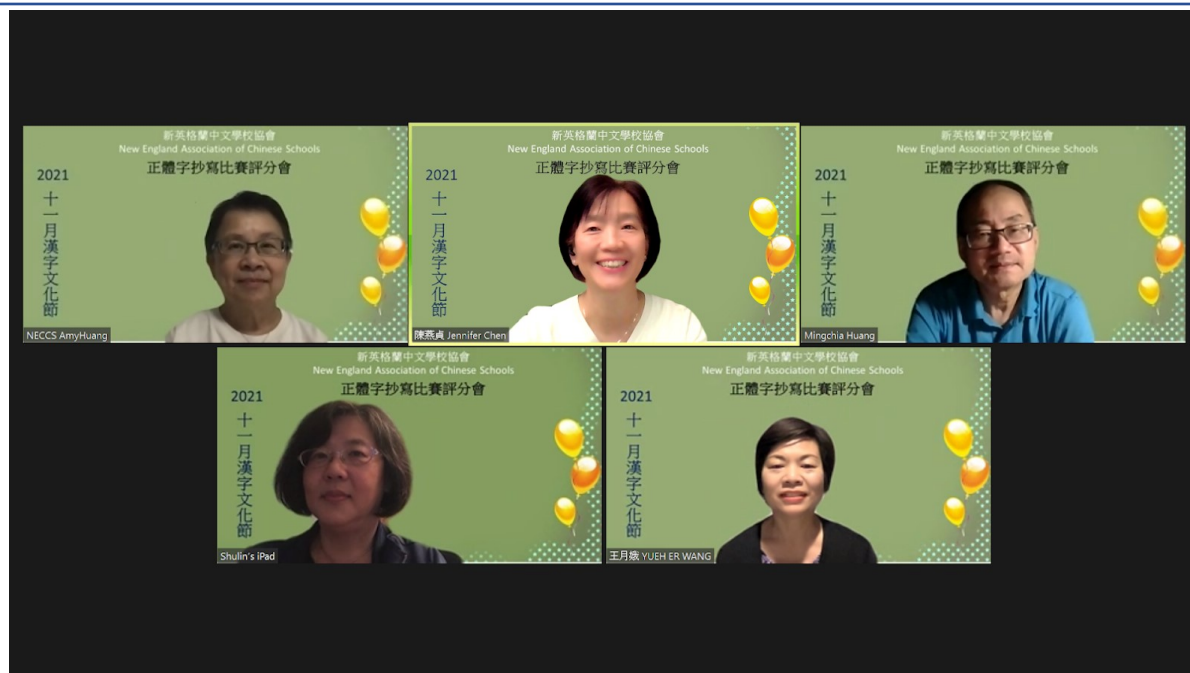 新英格蘭中文學校協會
New England Association of Chinese Schools
正體字抄寫比賽評分會
2021
十一月漢字文化節
NECCS AmyHuang
新英格蘭中文學校協會
New England Association of Chinese Schools
正體字抄寫比賽評分會
2021
十一月漢字文化節
陳燕貞 Jennifer Chen
新英格蘭中文學校協會
New England Association of Chinese Schools
正體字抄寫比賽評分會
2021
十一月漢字文化節
Mingchia Huang
新英格蘭中文學校協會
New England Association of Chinese Schools
正體字抄寫比賽評分會
2021
十一月漢字文化節
Shulin's iPad
新英格蘭中文學校協會
New England Association of Chinese Schools
正體字抄寫比賽評分會
2021
十一月漢字文化節
王月娥 YUEH ER WANG